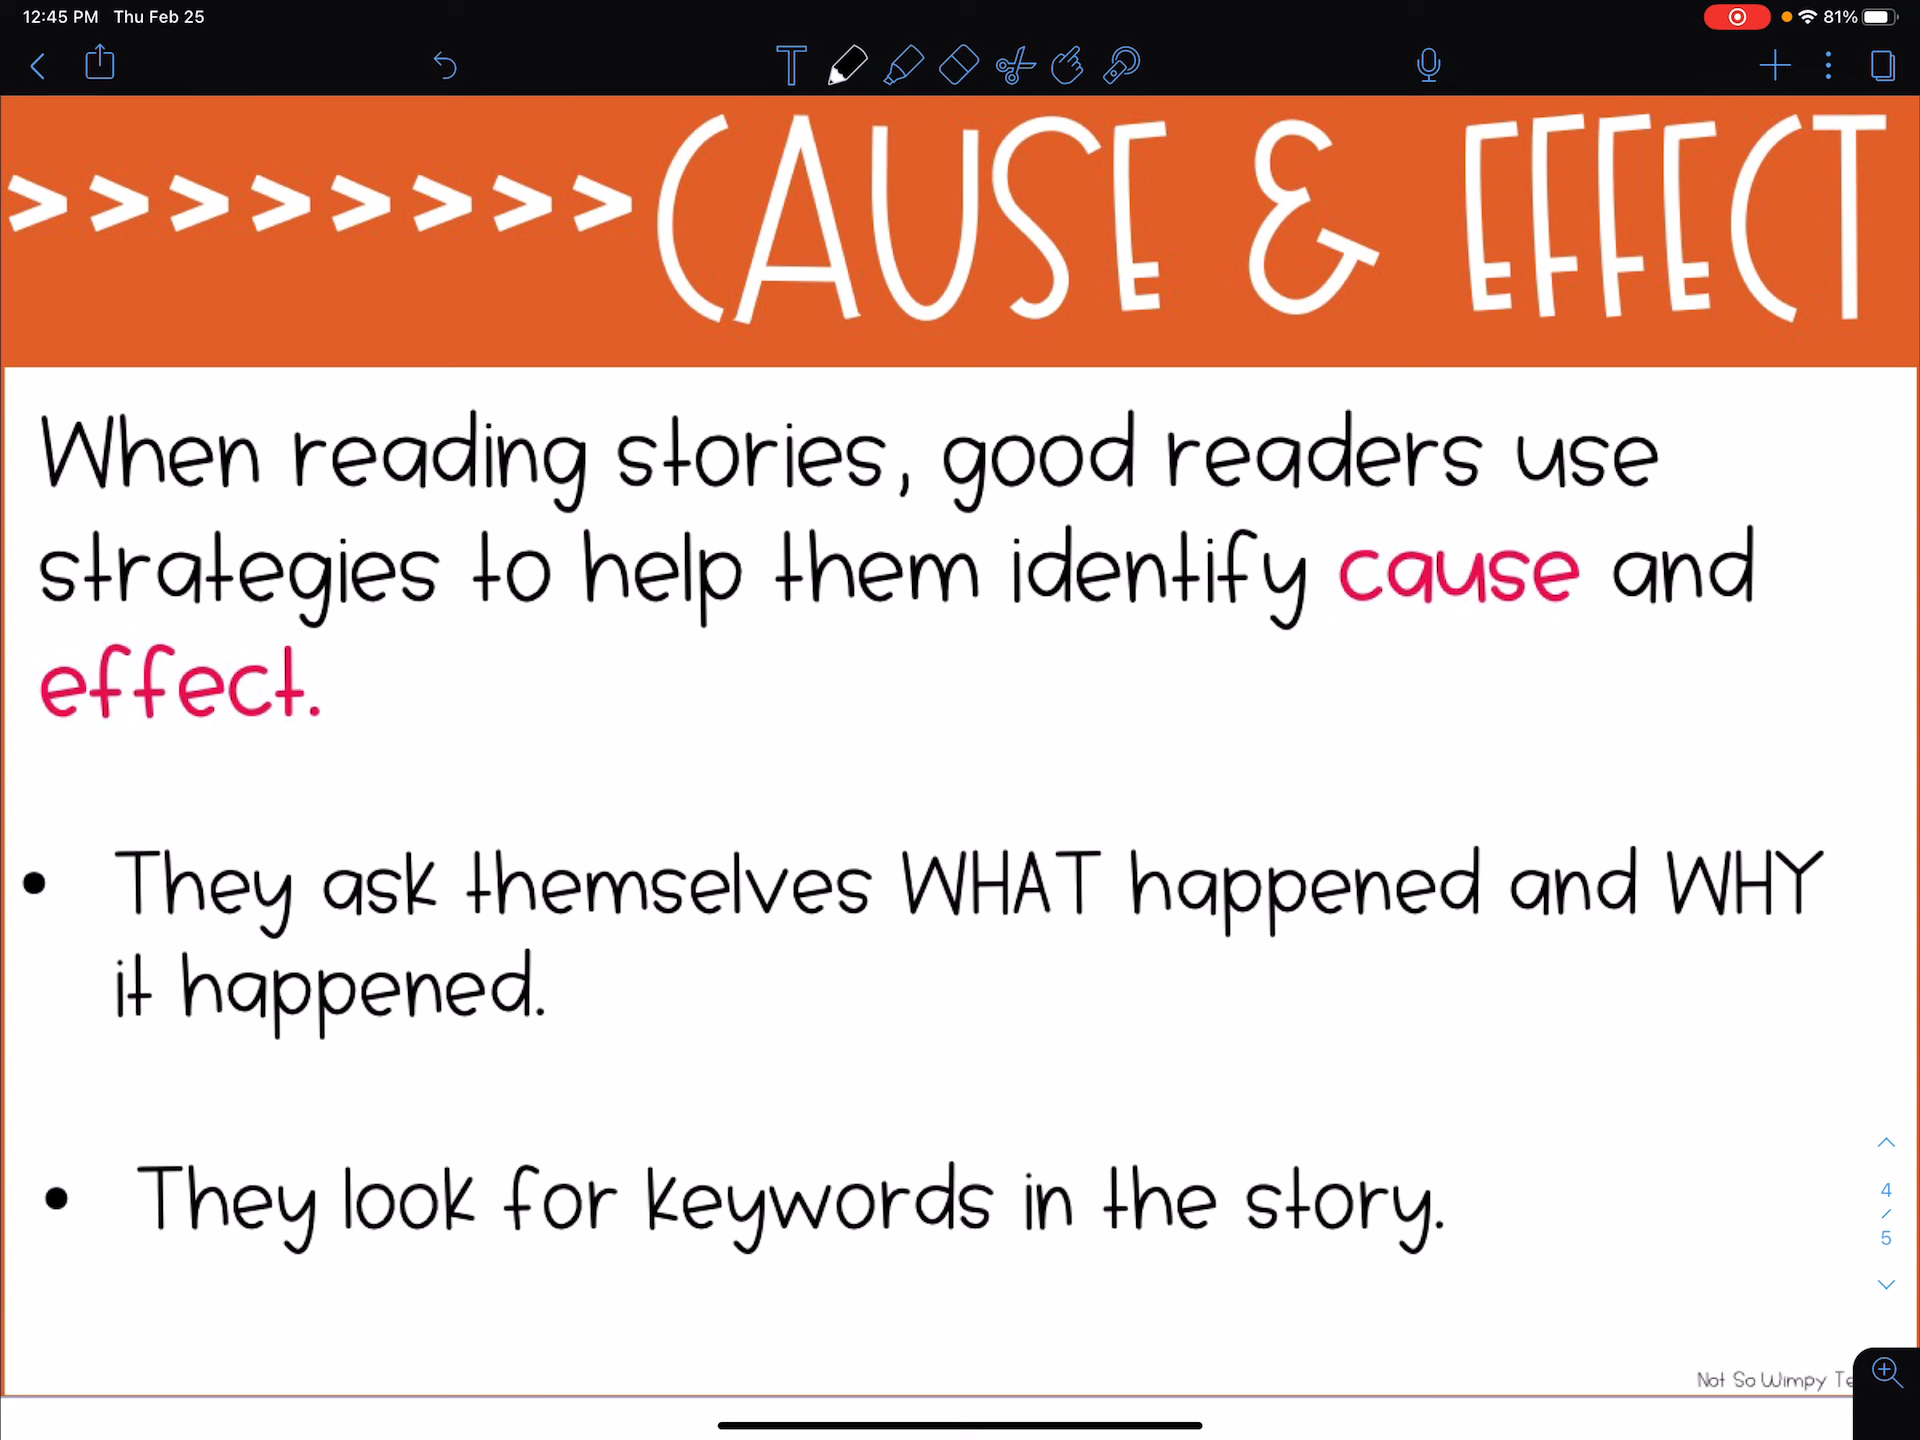 12:45 PM Thu Feb 25
81%
>>>>>>>>CAUSE & EFFECT
When reading stories, good readers use
strategies to help them identify cause and
effect.
• They ask themselves WHAT happened and WHY
it happened.
• They look for keywords in the story.
4
/
5
Not So Wimpy